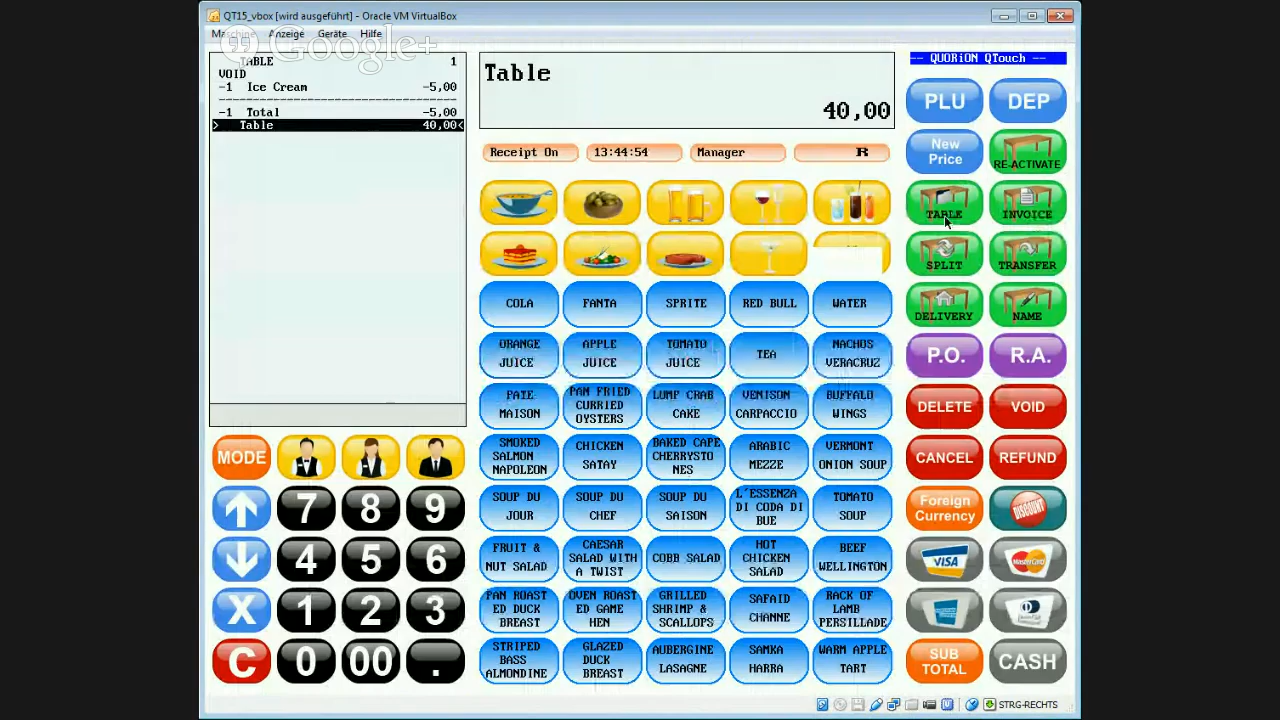 QT15_vbox [wird ausgeführt] - Oracle VM VirtualBox
Maschine Anzeige Geräte Hilfe
Google+
TABLE 1
VOID
-1 Ice Cream -5,00
-1 Total -5,00
> Table 40,00<
Table
40,00
Receipt On 13:44:54 Manager R
-- QUORiON QTouch --
PLU DEP
New Price
RE-ACTIVATE
TABLE INVOICE
SPLIT TRANSFER
DELIVERY NAME
P.O. R.A.
DELETE VOID
CANCEL REFUND
Foreign Currency
DISCOUNT
VISA MasterCard
SUB TOTAL
CASH
COLA FANTA SPRITE RED BULL WATER
ORANGE JUICE
APPLE JUICE
TOMATO JUICE
TEA
NACHOS VERACRUZ
PATE MAISON
PAN FRIED CURRIED OYSTERS
LUMP CRAB CAKE
VENISON CARPACCIO
BUFFALO WINGS
SMOKED SALMON NAPOLEON
CHICKEN SATAY
BAKED CAPE CHERRYSTO NES
ARABIC MEZZE
VERMONT ONION SOUP
SOUP DU JOUR
SOUP DU CHEF
SOUP DU SAISON
L´ESSENZA DI CODA DI BUE
TOMATO SOUP
FRUIT & NUT SALAD
CAESAR SALAD WITH A TWIST
COBB SALAD
HOT CHICKEN SALAD
BEEF WELLINGTON
PAN ROAST ED DUCK BREAST
OVEN ROAST ED GAME HEN
GRILLED SHRIMP & SCALLOPS
SAFAID CHANNE
RACK OF LAMB PERSILLADE
STRIPED BASS ALMONDINE
GLAZED DUCK BREAST
AUBERGINE LASAGNE
SAMKA HARRA
WARM APPLE TART
MODE
7 8 9
4 5 6
X 1 2 3
C 0 00 .
STRG-RECHTS